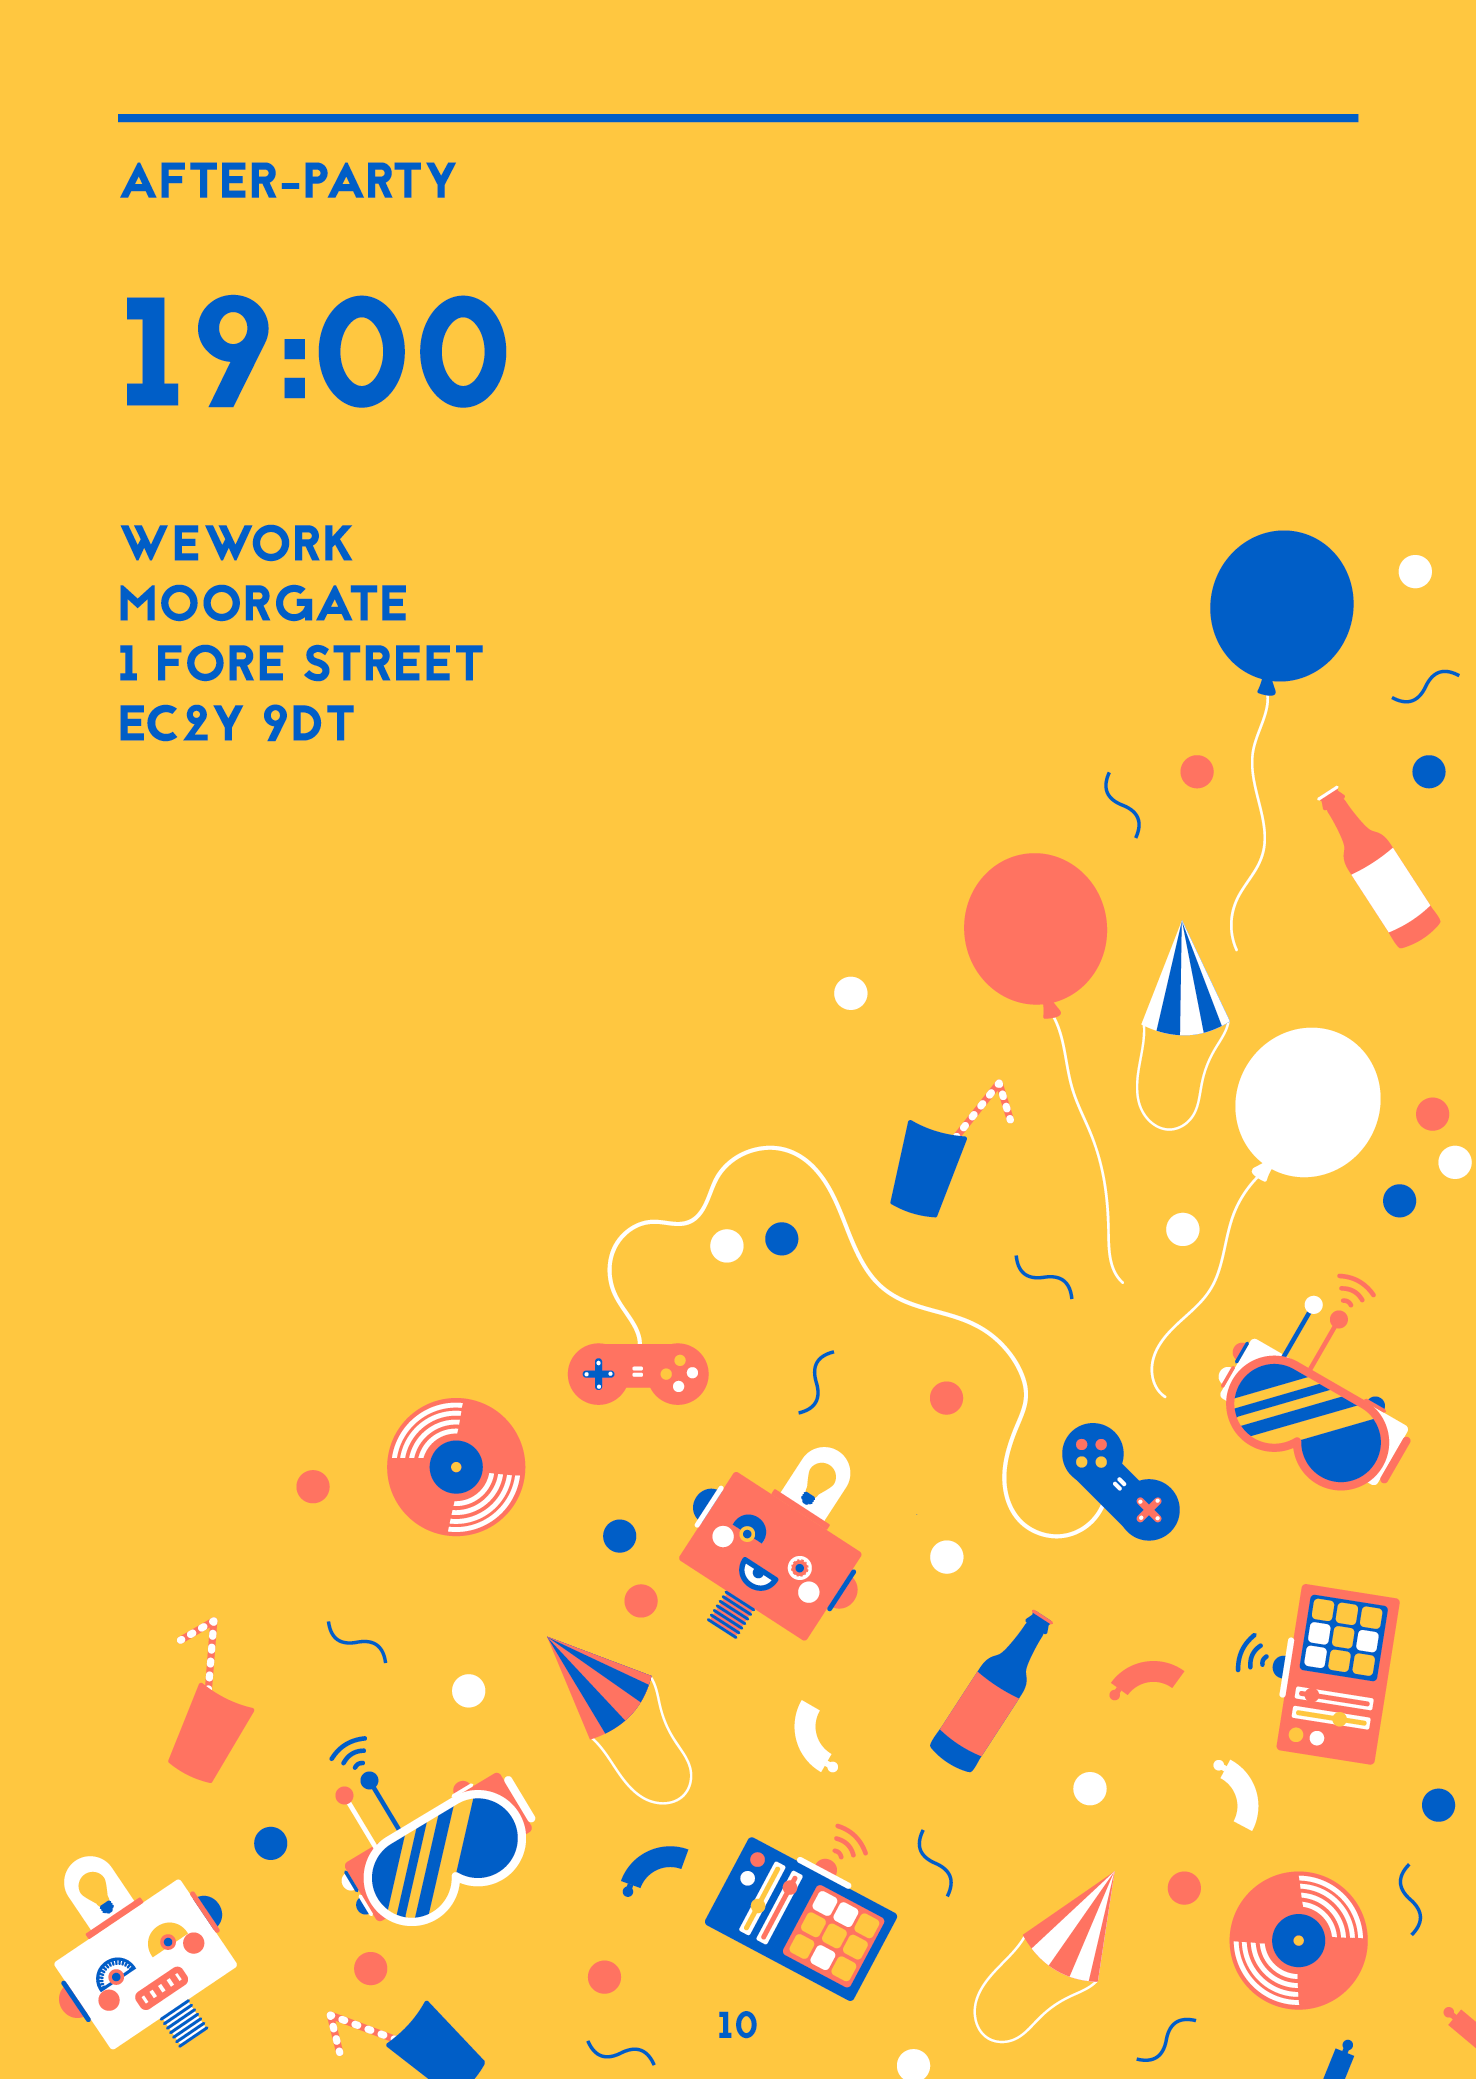 AFTER-PARTY
19:00
WEWORK
MOORGATE
1 FORE STREET
EC2Y 9DT
10